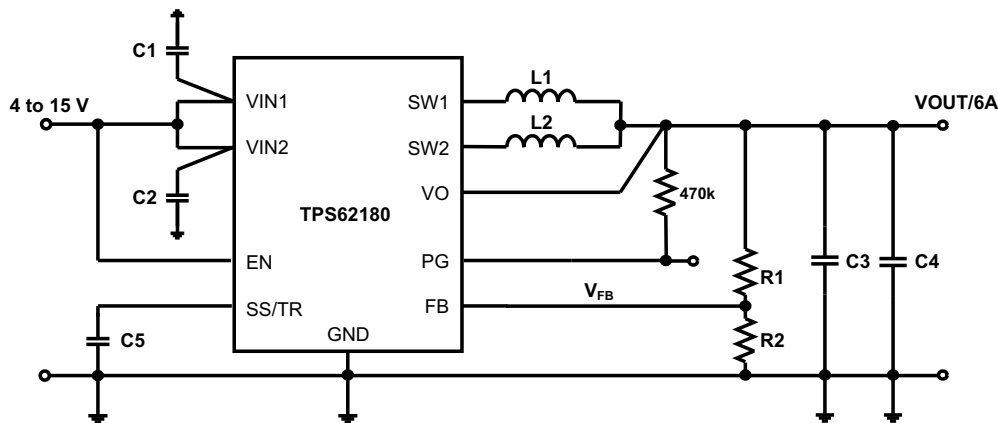 C1
L1
4 to 15 V
VIN1
SW1
VOUT/6A
L2
VIN2
SW2
C2
VO
470k
TPS62180
EN
PG
C3
C4
R1
V_FB
SS/TR
FB
C5
GND
R2